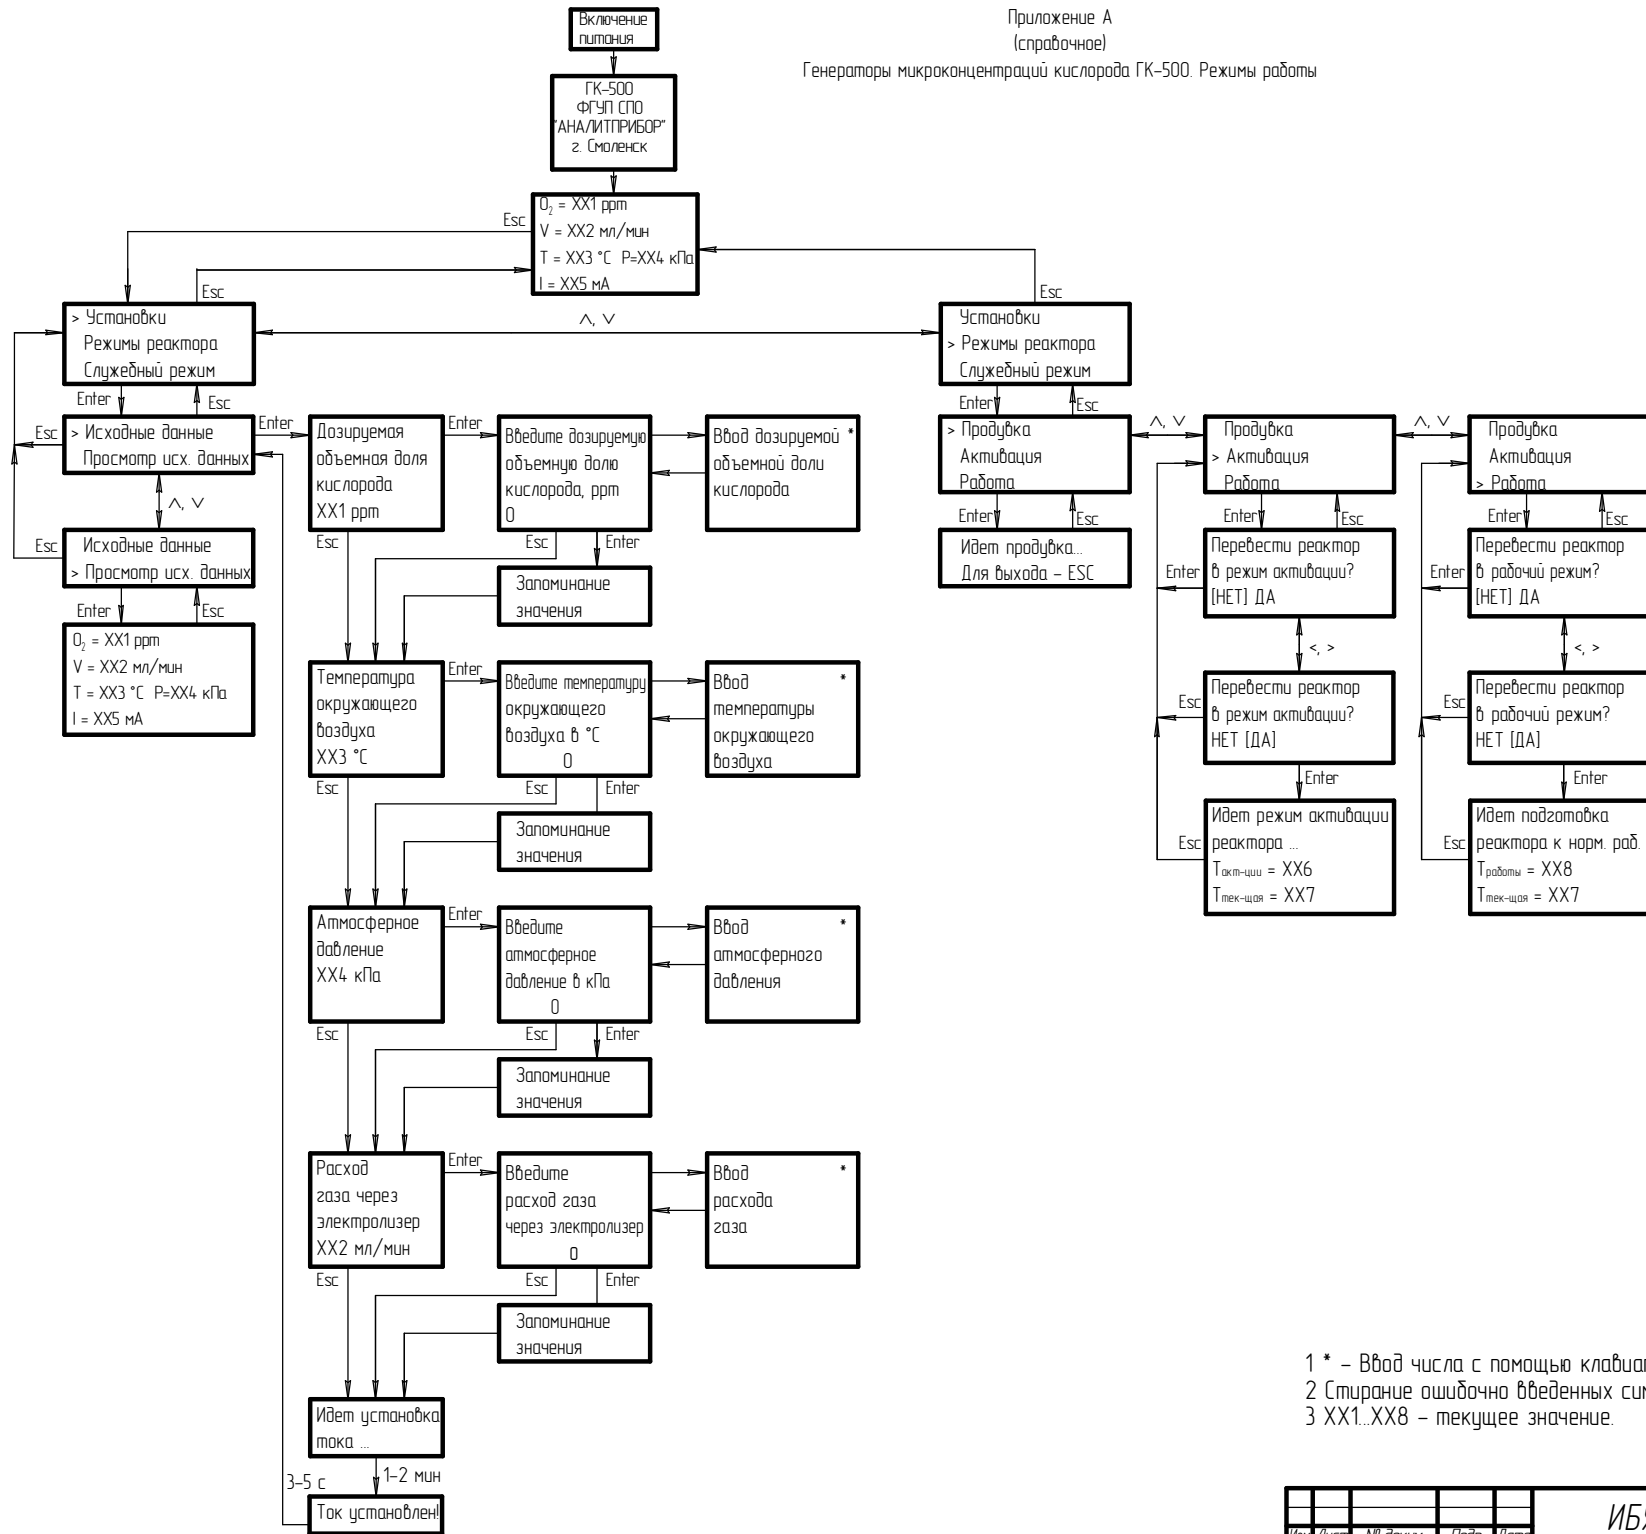 Приложение А
(справочное)
Генераторы микроконцентраций кислорода ГК-500. Режимы работы
Включение
питания
ГК-500
ФГУП СПО
"АНАЛИТПРИБОР"
г. Смоленск
O2 = XX1 ppm
V = XX2 мл/мин
T = XX3 °C P=XX4 кПа
I = XX5 мА
Esc
Esc
Esc
> Установки
Режимы реактора
Служебный режим
^, v
Установки
> Режимы реактора
Служебный режим
Enter
Esc
Enter
Esc
Esc
> Исходные данные
Просмотр исх. данных
Enter
Дозируемая
объемная доля
кислорода
XX1 ppm
Enter
Введите дозируемую
объемную долю
кислорода, ppm
0
Ввод дозируемой *
объемной доли
кислорода
> Продувка
Активация
Работа
^, v
Продувка
> Активация
Работа
^, v
Продувка
Активация
> Работа
^, v
Esc
Исходные данные
> Просмотр исх. данных
Enter
Esc
O2 = XX1 ppm
V = XX2 мл/мин
T = XX3 °C P=XX4 кПа
I = XX5 мА
Esc
Esc
Enter
Запоминание
значения
Enter
Esc
Идет продувка...
Для выхода – ESC
Enter
Esc
Enter
Перевести реактор
в режим активации?
[НЕТ] ДА
<, >
Esc
Перевести реактор
в режим активации?
НЕТ [ДА]
Enter
Esc
Идет режим активации
реактора ...
Tакт-ции = XX6
Tтек-щая = XX7
Enter
Esc
Enter
Перевести реактор
в рабочий режим?
[НЕТ] ДА
<, >
Esc
Перевести реактор
в рабочий режим?
НЕТ [ДА]
Enter
Esc
Идет подготовка
реактора к норм. раб.
Tработы = XX8
Tтек-щая = XX7
Температура
окружающего
воздуха
XX3 °C
Enter
Введите температуру
окружающего
воздуха в °C
0
Ввод *
температуры
окружающего
воздуха
Esc
Esc
Enter
Запоминание
значения
Атмосферное
давление
XX4 кПа
Enter
Введите
атмосферное
давление в кПа
0
Ввод *
атмосферного
давления
Esc
Esc
Enter
Запоминание
значения
Расход
газа через
электролизер
XX2 мл/мин
Enter
Введите
расход газа
через электролизер
0
Ввод *
расхода
газа
Esc
Esc
Enter
Запоминание
значения
Идет установка
тока ...
3-5 с
1-2 мин
Ток установлен!
1 * – Ввод числа с помощью
2 Стирание ошибочно введенных
3 XX1...XX8 – текущее значение.